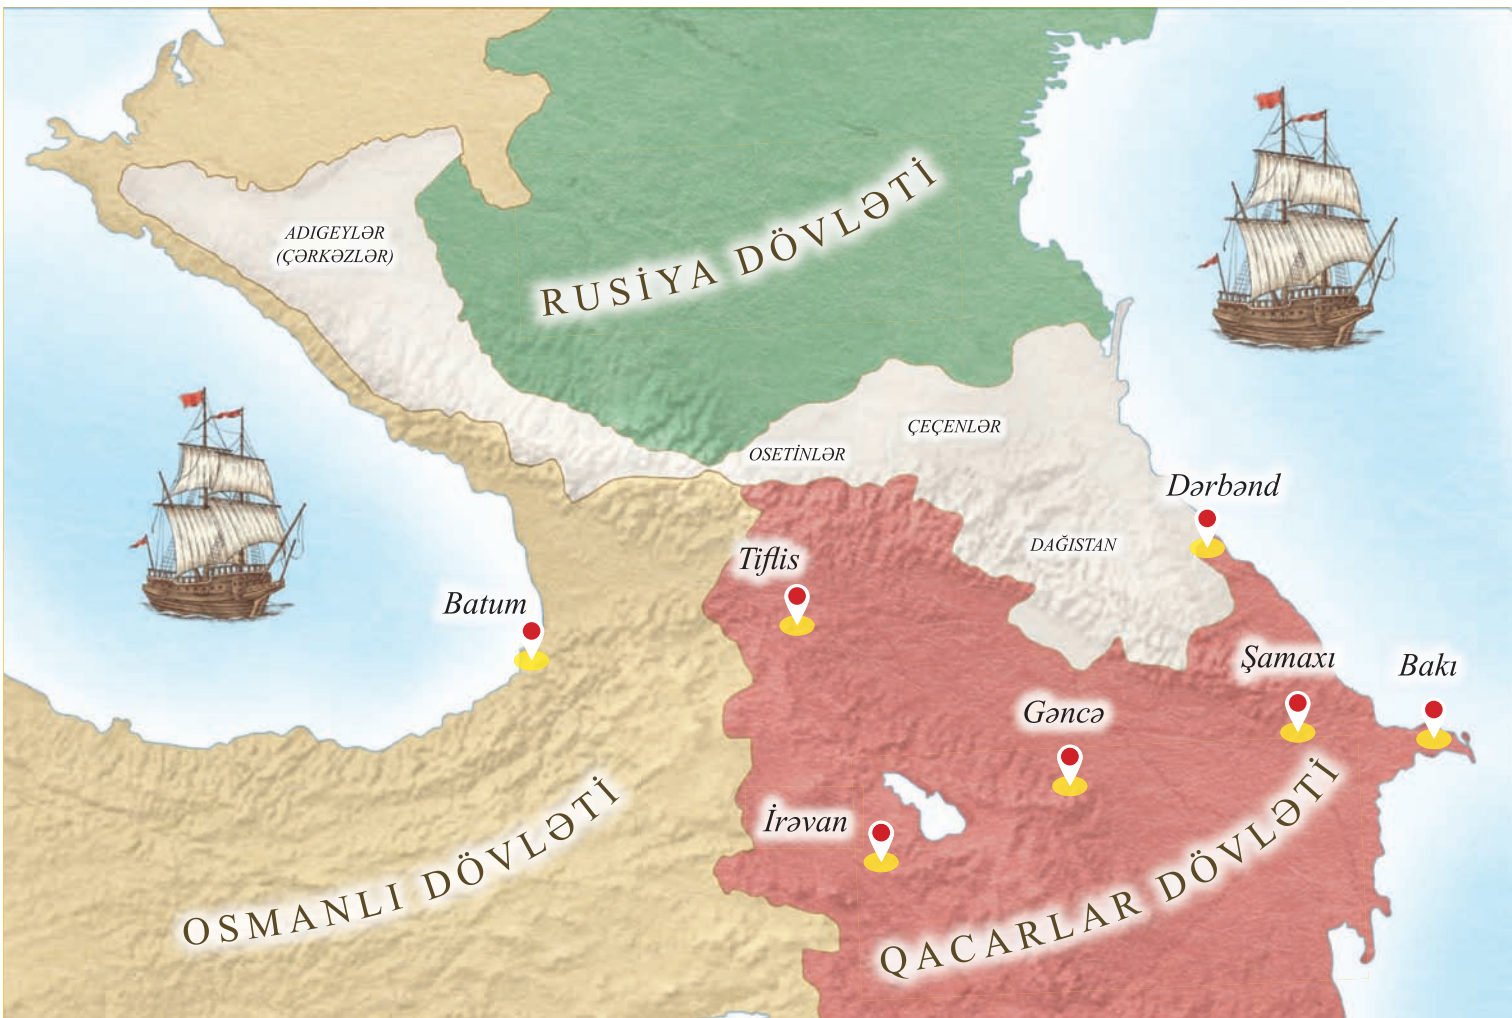 ADIGEYLƏR
(ÇƏRKƏZLƏR)
RUSİYA DÖVLƏTİ
ÇEÇENLƏR
OSETİNLƏR
Dərbənd
DAĞISTAN
Tiflis
Batum
Şamaxı
Bakı
Gəncə
İrəvan
OSMANLI DÖVLƏTİ
QACARLAR DÖVLƏTİ